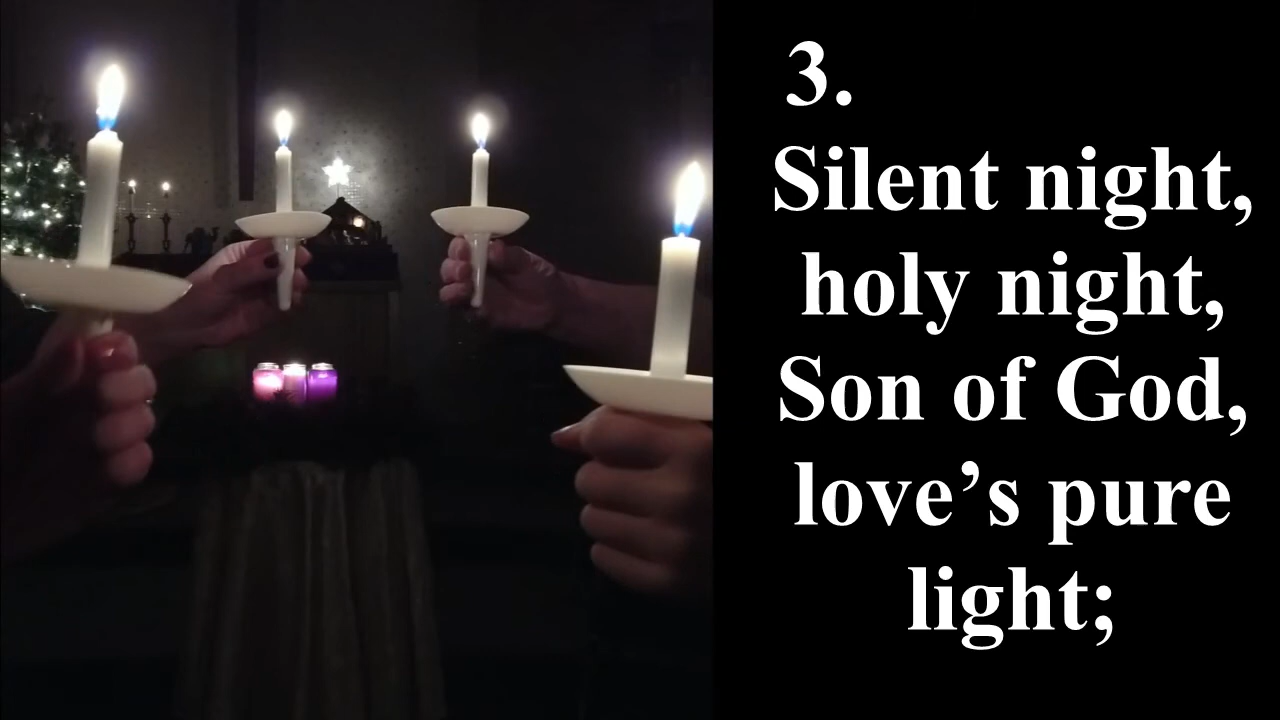 3.
Silent night,
holy night,
Son of God,
love’s pure
light;